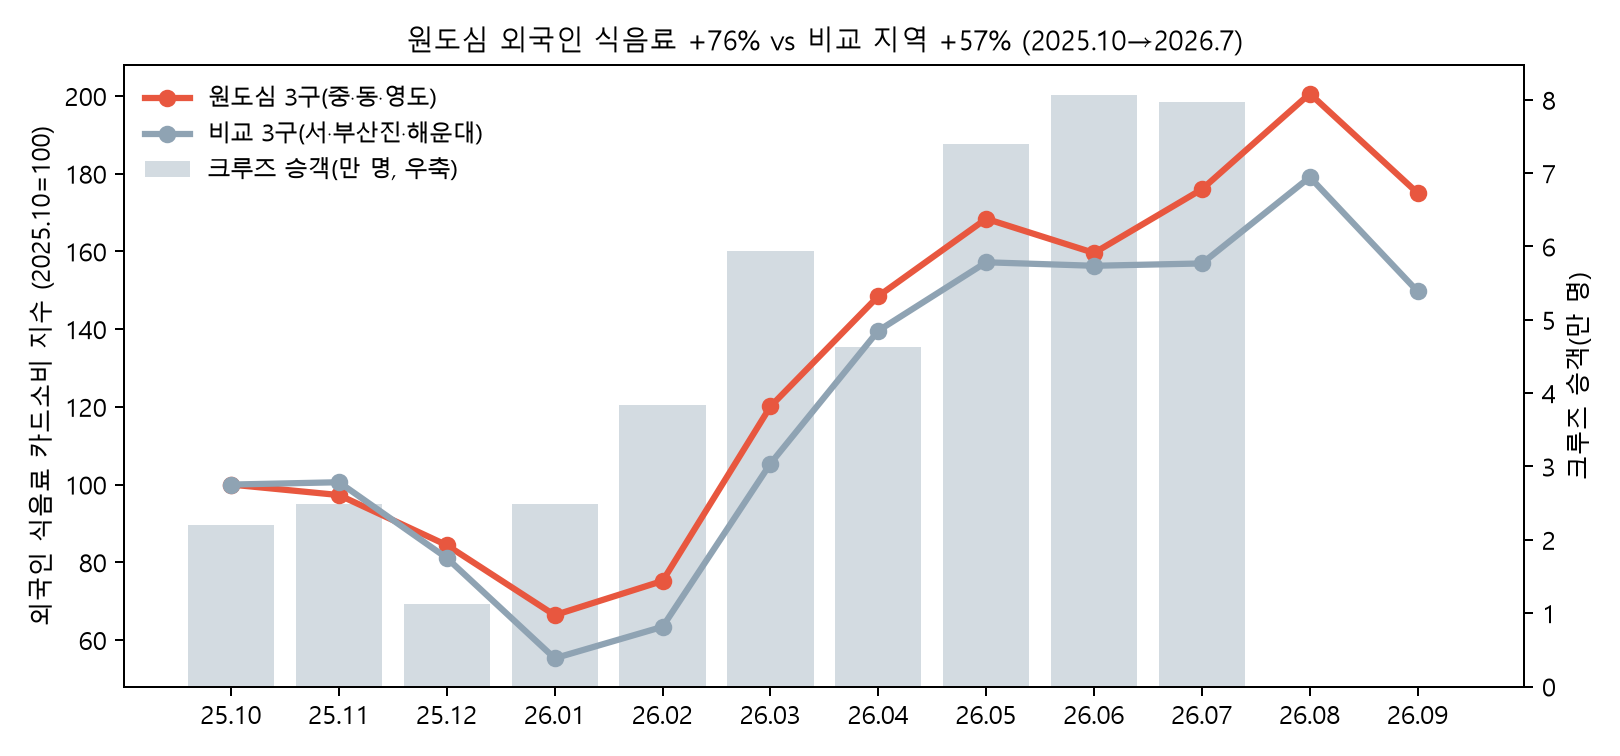 원도심 외국인 식음료 +76% vs 비교 지역 +57% (2025.10→2026.7)
원도심 3구(중·동·영도)
비교 3구(서·부산진·해운대)
크루즈 승객(만 명, 우축)
외국인 식음료 카드소비 지수 (2025.10=100)
200
180
160
140
120
100
80
60
8
7
6
5
4
3
2
1
0
크루즈 승객(만 명)
25.10 25.11 25.12 26.01 26.02 26.03 26.04 26.05 26.06 26.07 26.08 26.09